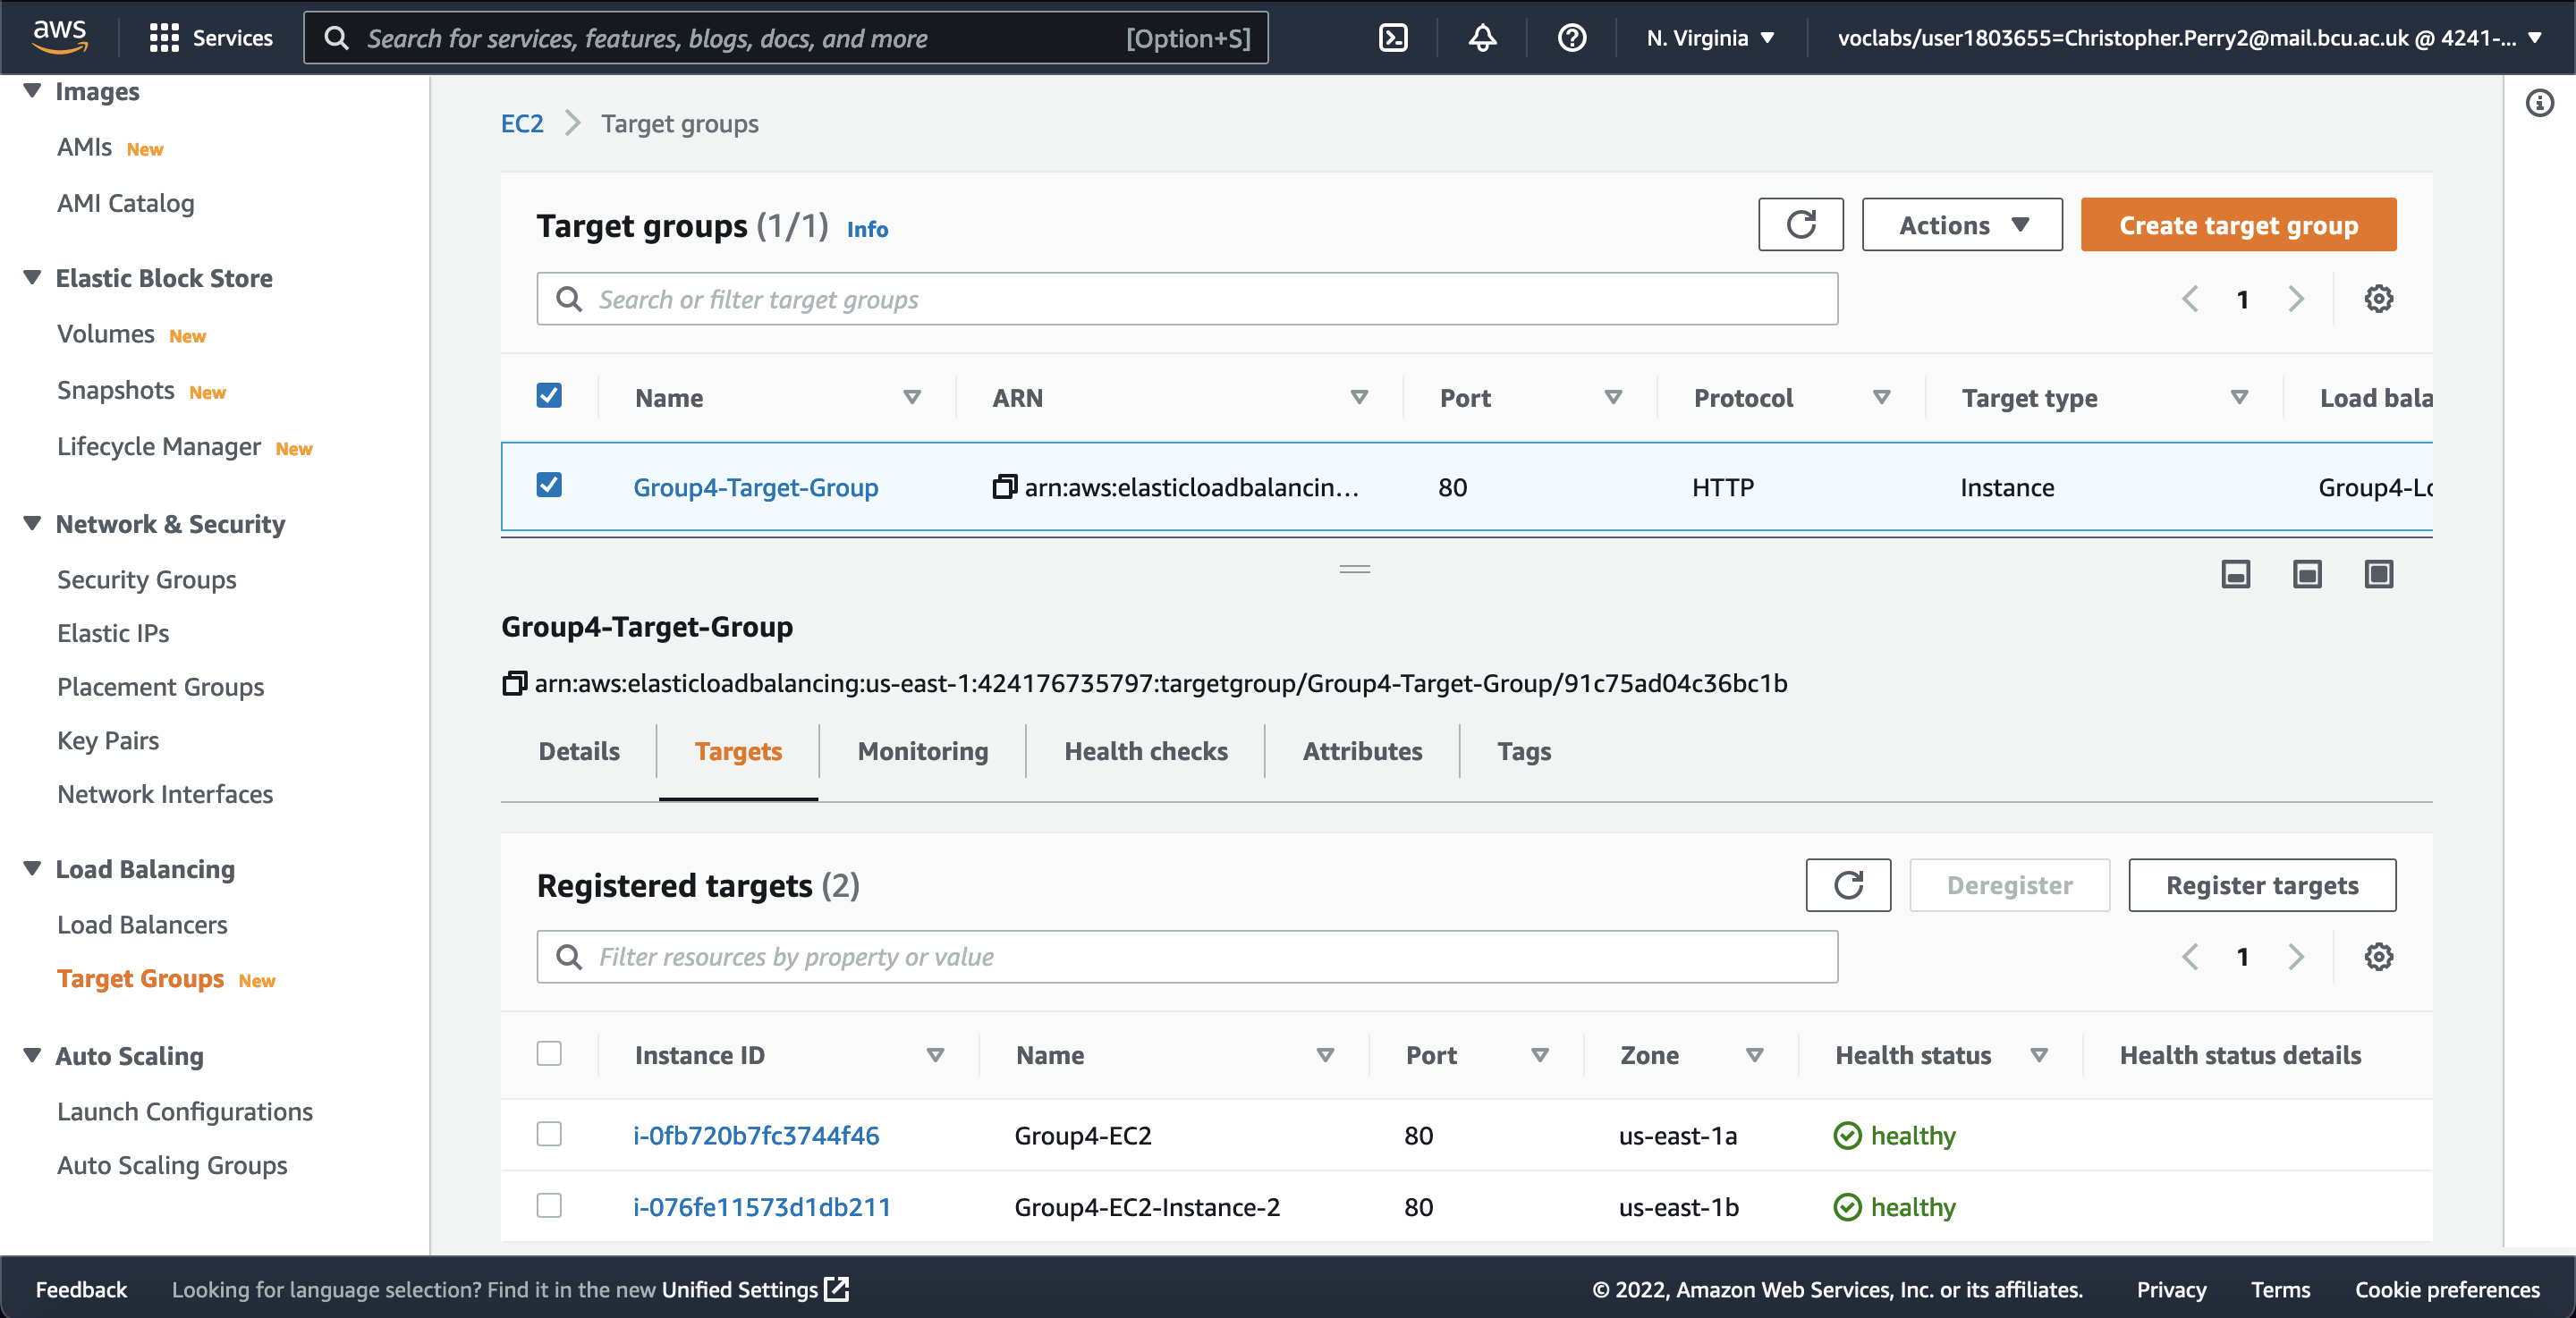 aws
Services
Search for services, features, blogs, docs, and more [Option+S]
N. Virginia
voclabs/user1803655=Christopher.Perry2@mail.bcu.ac.uk @ 4241-...
Images
AMIs New
AMI Catalog
Elastic Block Store
Volumes New
Snapshots New
Lifecycle Manager New
Network & Security
Security Groups
Elastic IPs
Placement Groups
Key Pairs
Network Interfaces
Load Balancing
Load Balancers
Target Groups New
Auto Scaling
Launch Configurations
Auto Scaling Groups
EC2 > Target groups
Target groups (1/1) Info
Actions
Create target group
Search or filter target groups
1
Name ARN Port Protocol Target type Load bala
Group4-Target-Group arn:aws:elasticloadbalancin... 80 HTTP Instance Group4-Lo
Group4-Target-Group
arn:aws:elasticloadbalancing:us-east-1:424176735797:targetgroup/Group4-Target-Group/91c75ad04c36bc1b
Details Targets Monitoring Health checks Attributes Tags
Registered targets (2)
Deregister
Register targets
Filter resources by property or value
1
Instance ID Name Port Zone Health status Health status details
i-0fb720b7fc3744f46 Group4-EC2 80 us-east-1a healthy
i-076fe11573d1db211 Group4-EC2-Instance-2 80 us-east-1b healthy
Feedback Looking for language selection? Find it in the new Unified Settings © 2022, Amazon Web Services, Inc. or its affiliates. Privacy Terms Cookie preferences